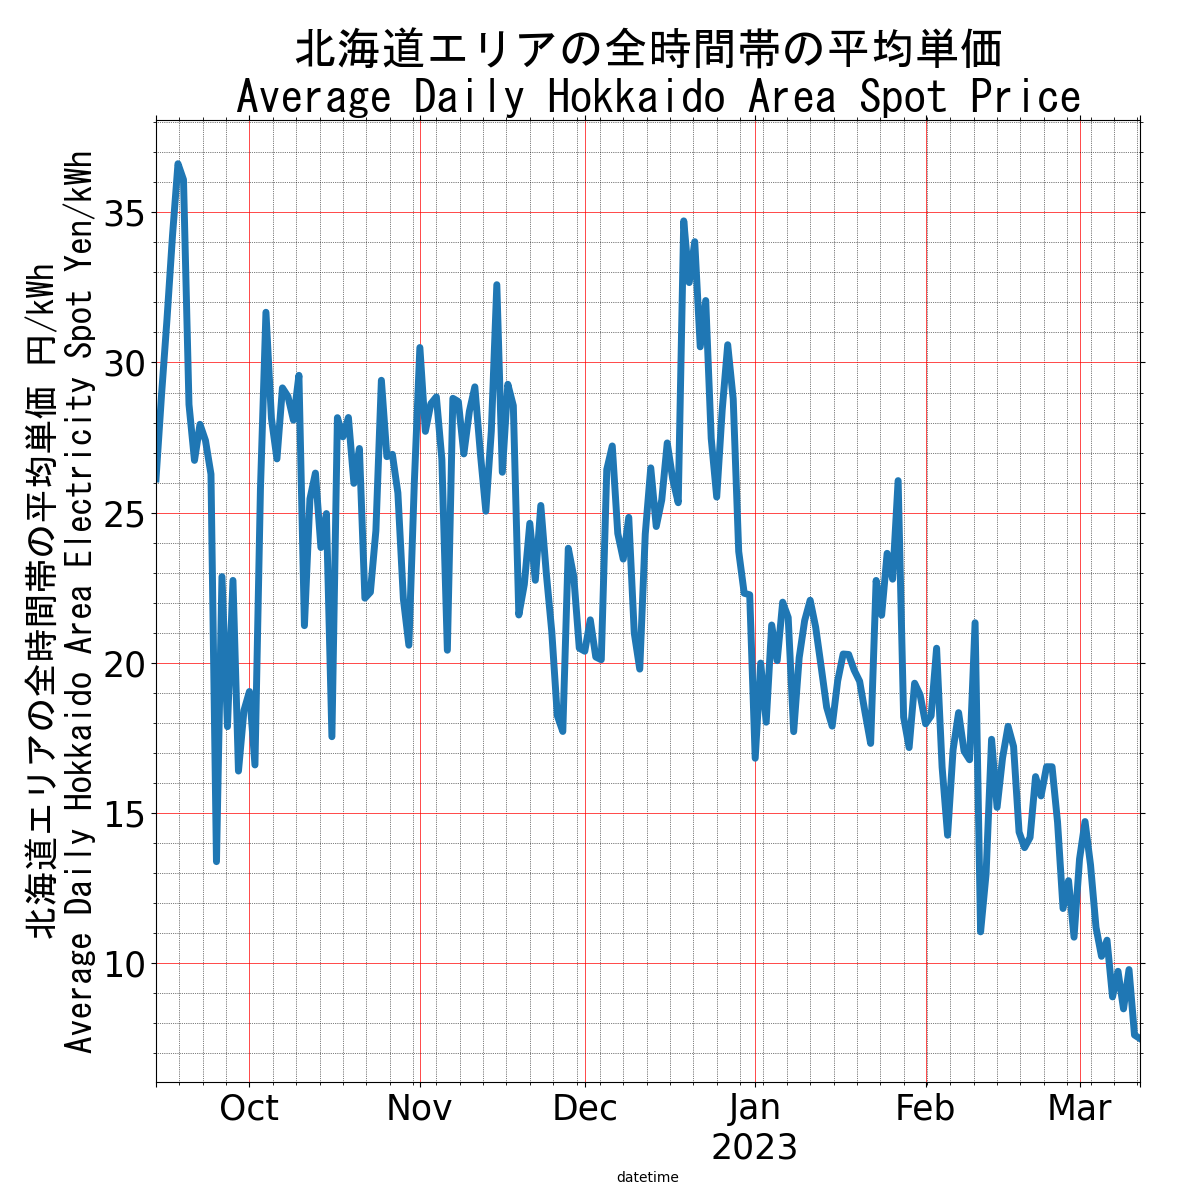 北海道エリアの全時間帯の平均単価
Average Daily Hokkaido Area Spot Price
北海道エリアの全時間帯の平均単価 円/kWh
Average Daily Hokkaido Area Electricity Spot Yen/kWh
35
30
25
20
15
10
Oct Nov Dec Jan Feb Mar
2023
datetime